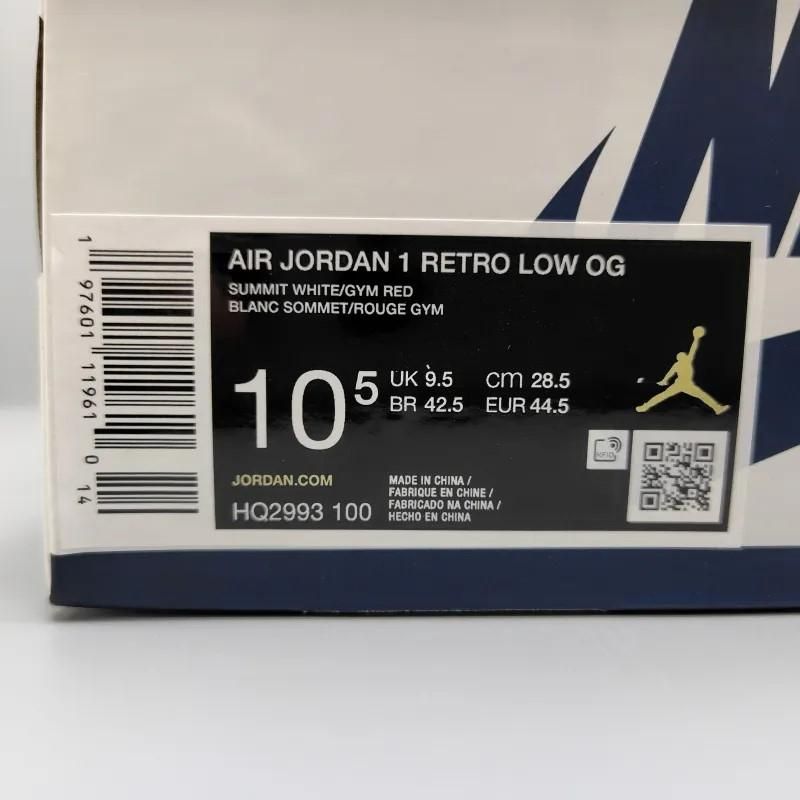 AIR JORDAN 1 RETRO LOW OG
SUMMIT WHITE/GYM RED
BLANC SOMMET/ROUGE GYM
10 5
UK 9.5 cm 28.5
BR 42.5 EUR 44.5
JORDAN.COM
HQ2993 100
MADE IN CHINA /
FABRIQUE EN CHINE /
FABRICADO NA CHINA /
HECHO EN CHINA
RFID
1 97601 11961 0 14